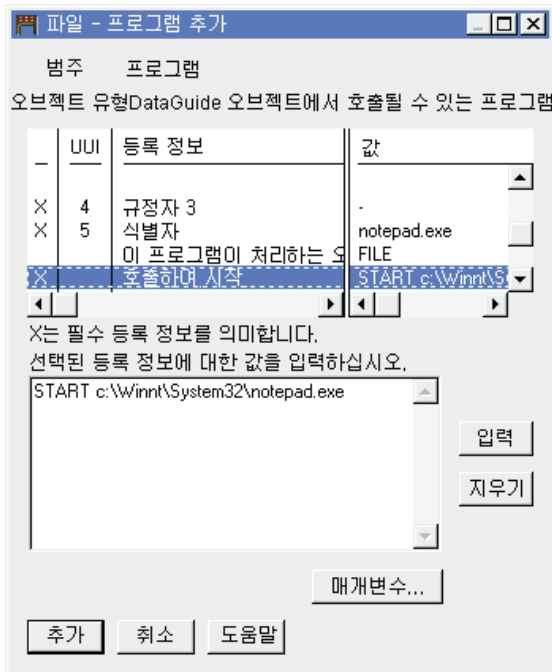 파일 - 프로그램 추가
범주 프로그램
오브젝트 유형DataGuide 오브젝트에서 호출될 수 있는 프로그램
_ UUI 등록 정보 값
X 4 규정자 3 -
X 5 식별자 notepad.exe
이 프로그램이 처리하는 오 FILE
X 호출하여 시작 START c:\Winnt\S
X는 필수 등록 정보를 의미합니다.
선택된 등록 정보에 대한 값을 입력하십시오.
START c:\Winnt\System32\notepad.exe
입력
지우기
매개변수...
추가 취소 도움말